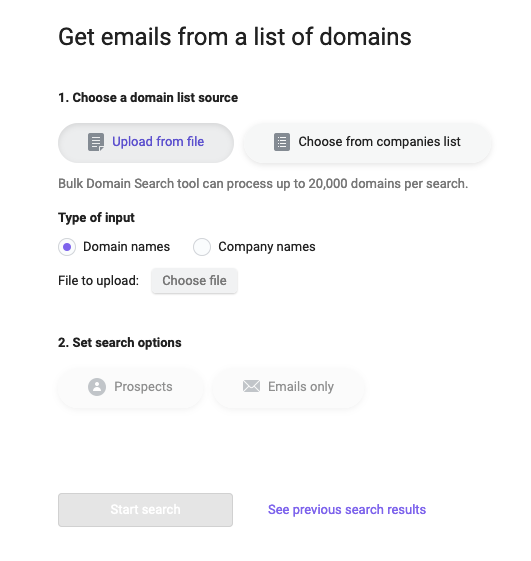 Get emails from a list of domains
1. Choose a domain list source
Upload from file
Choose from companies list
Bulk Domain Search tool can process up to 20,000 domains per search.
Type of input
Domain names
Company names
File to upload:
Choose file
2. Set search options
Prospects
Emails only
Start search
See previous search results